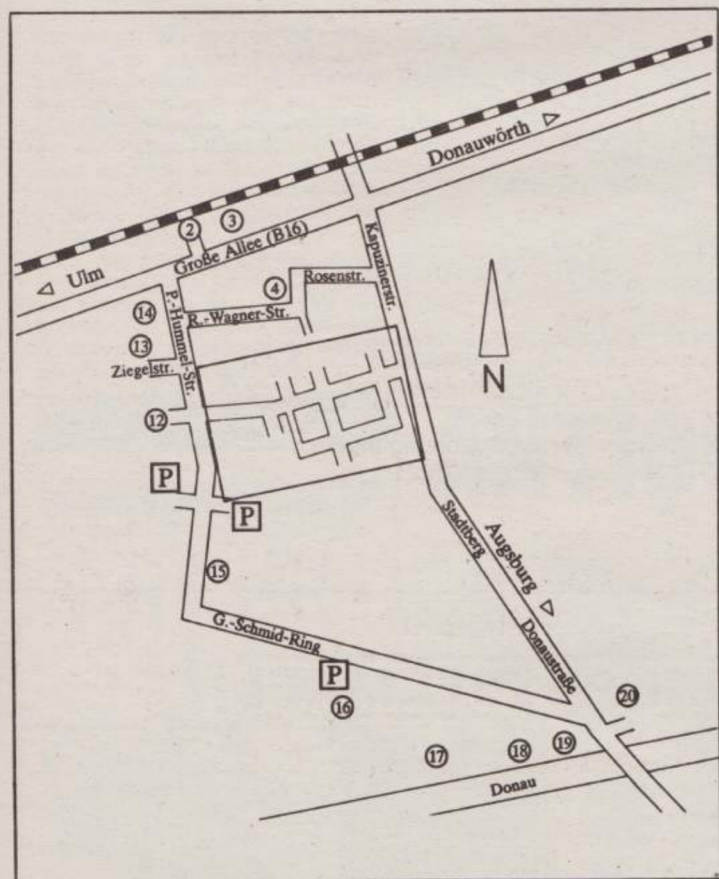 Donauwörth
3
2
Große Allee (B16)
Ulm
Kapuzinerstr.
Rosenstr.
4
R.-Wagner-Str.
14
P.-Hummel-Str.
13
Ziegelstr.
N
12
P
P
Stadtberg
Augsburg
15
G.-Schmid-Ring
Donaustraße
P
16
20
19
18
17
Donau